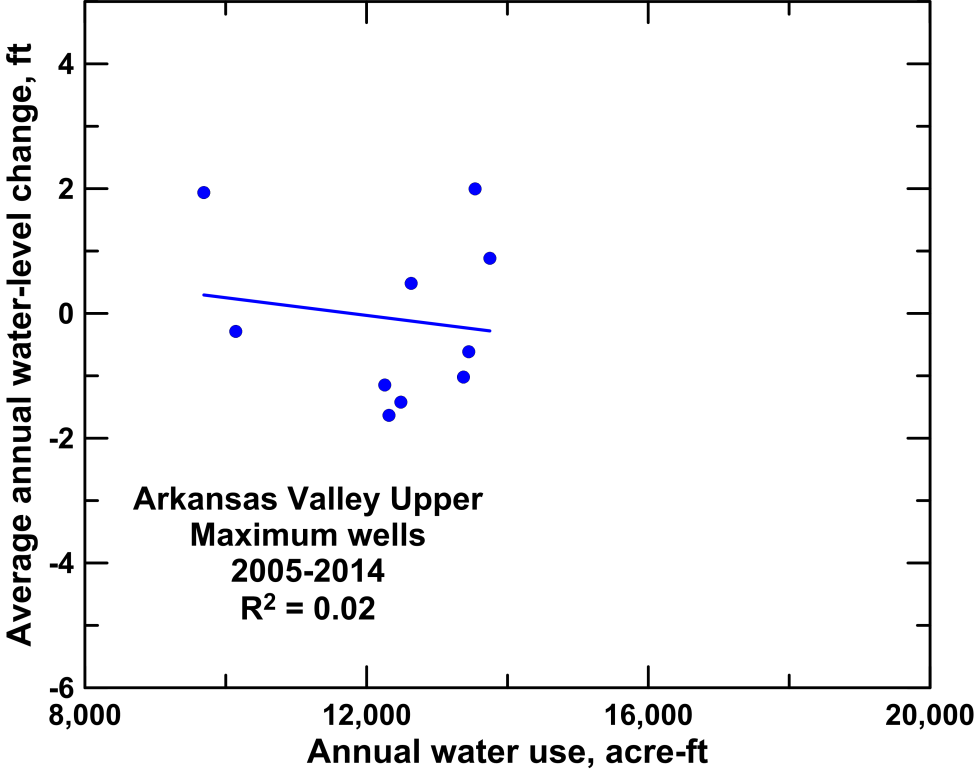 Average annual water-level change, ft
4
2
0
-2
-4
-6
Arkansas Valley Upper
Maximum wells
2005-2014
R² = 0.02
8,000 12,000 16,000 20,000
Annual water use, acre-ft